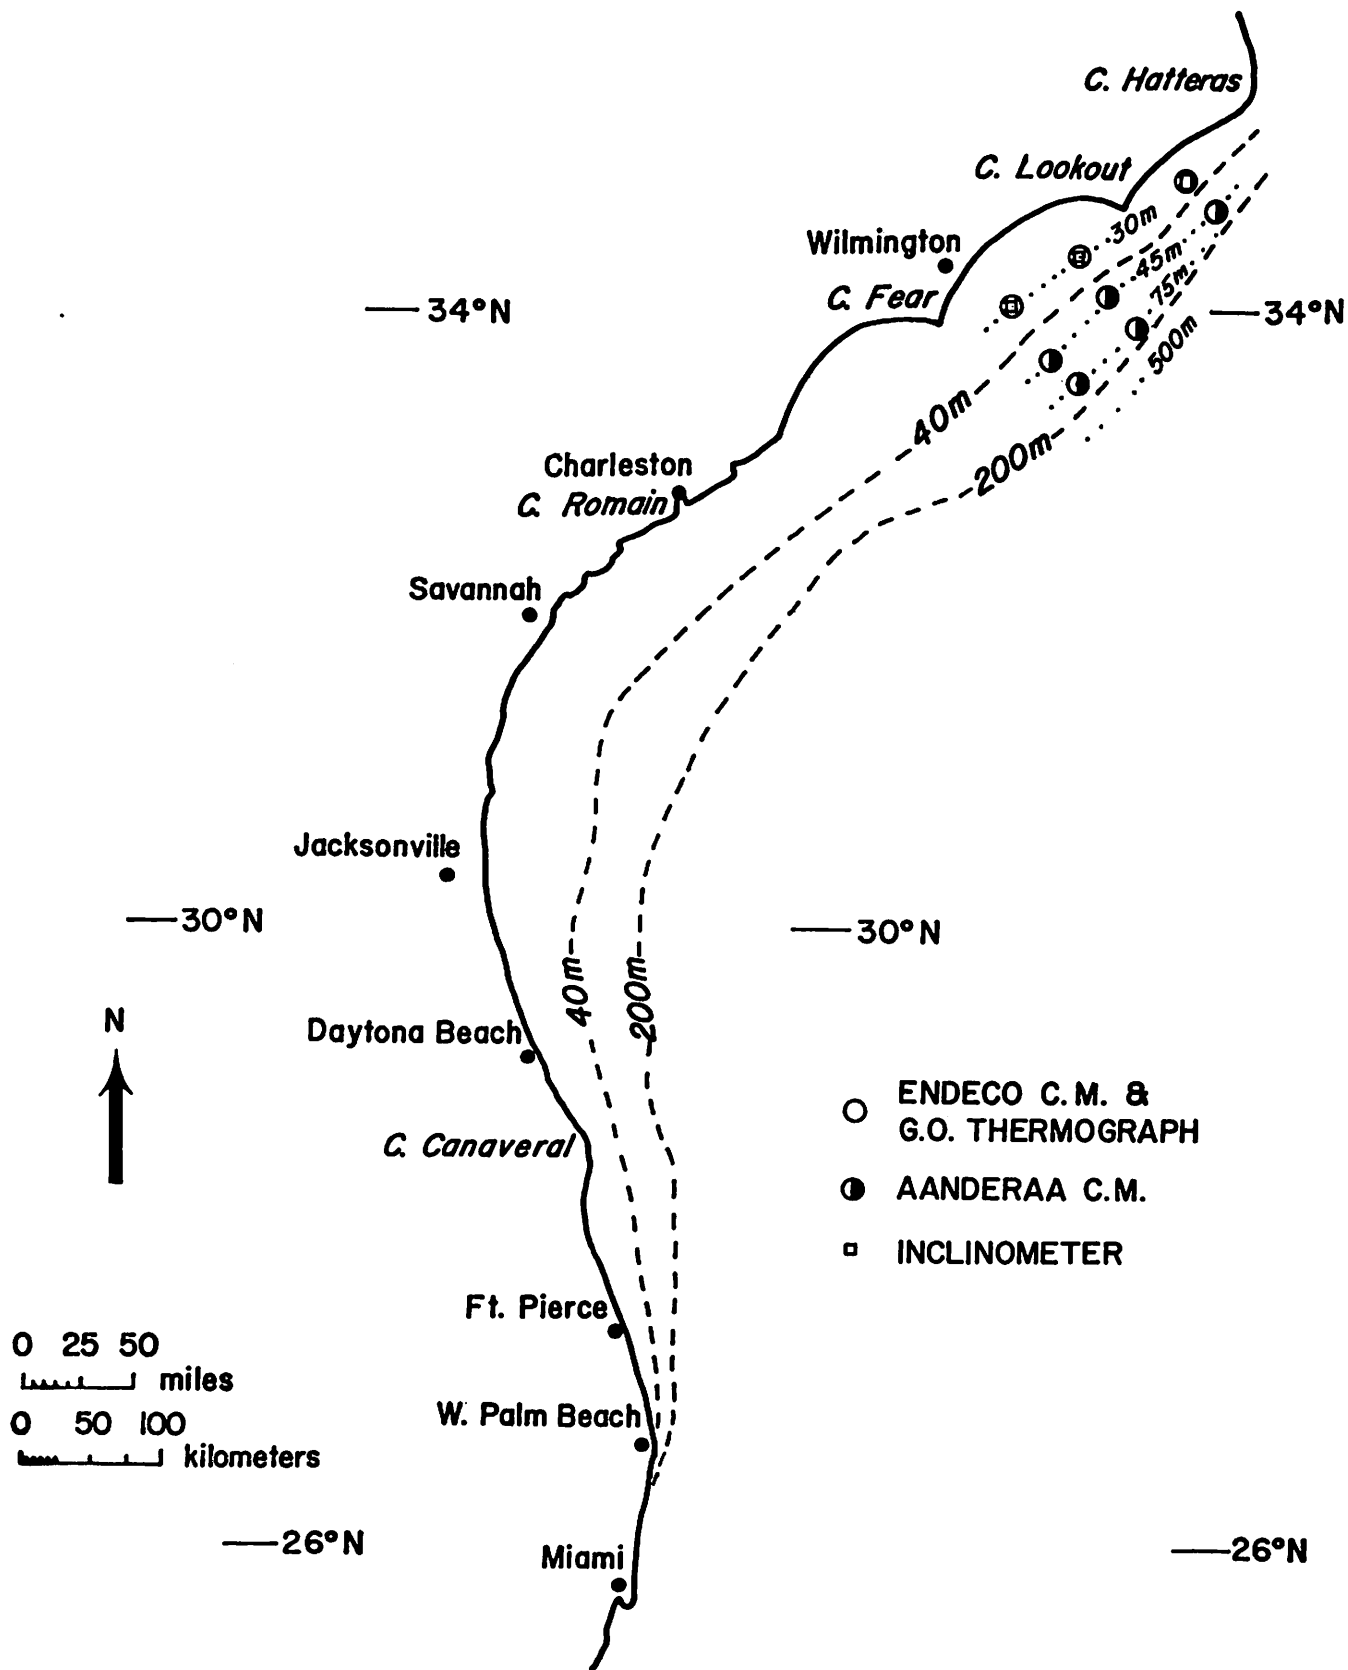 C. Hatteras
C. Lookout
30m
Wilmington
45m
C. Fear
75m
34°N
34°N
500m
40m
200m
Charleston
C. Romain
Savannah
Jacksonville
30°N
30°N
40m
200m
N
Daytona Beach
ENDECO C.M. &
G.O. THERMOGRAPH
C. Canaveral
AANDERAA C.M.
INCLINOMETER
Ft. Pierce
0 25 50
miles
W. Palm Beach
0 50 100
kilometers
26°N
26°N
Miami